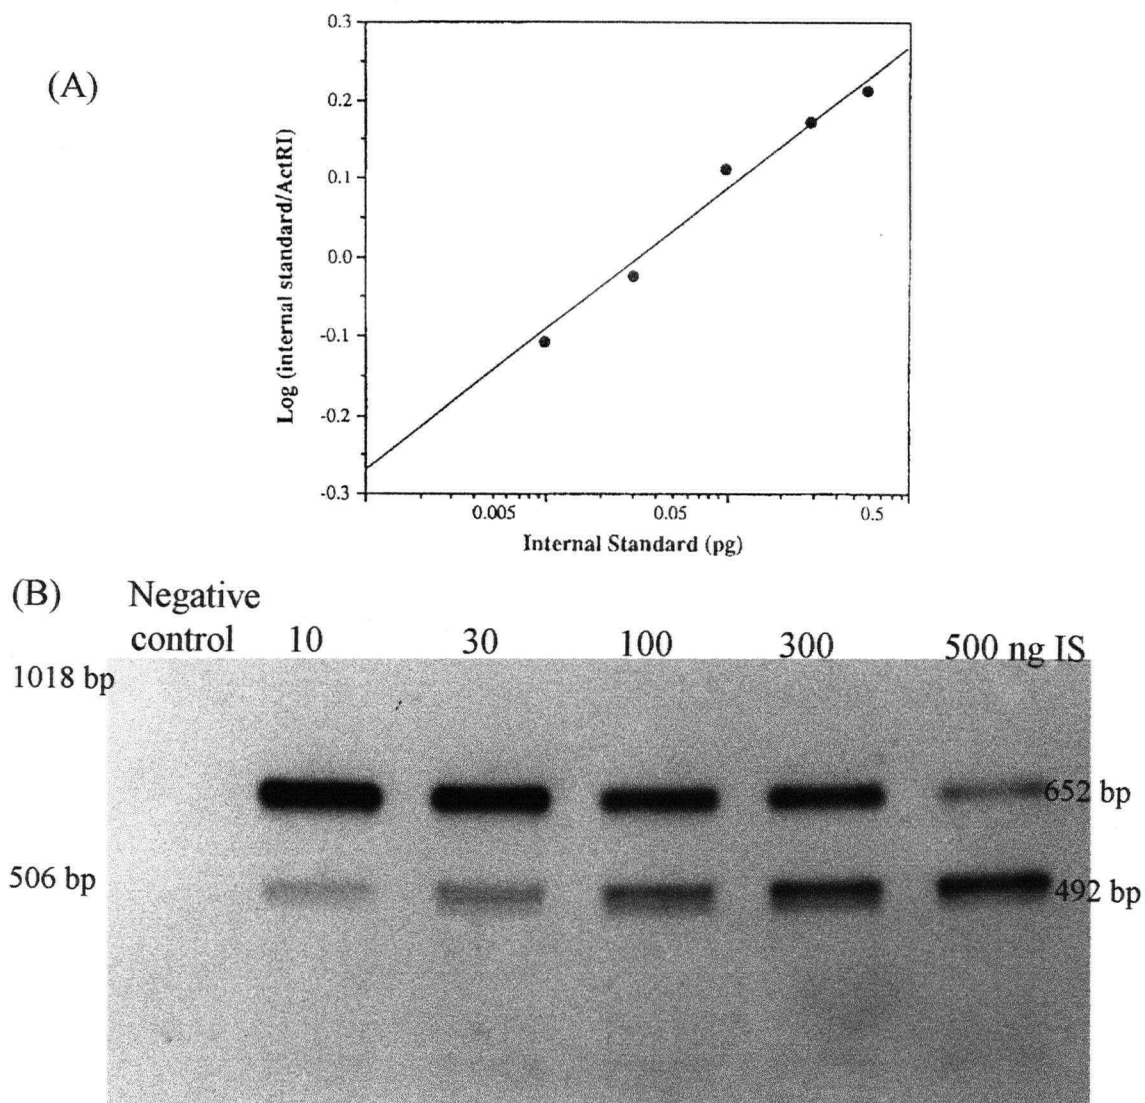 (A)
Log (internal standard/ActRI)
0.3
0.2
0.1
0.0
-0.1
-0.2
-0.3
0.005 0.05 0.5
Internal Standard (pg)
(B) Negative
control 10 30 100 300 500 ng IS
1018 bp
652 bp
506 bp
492 bp